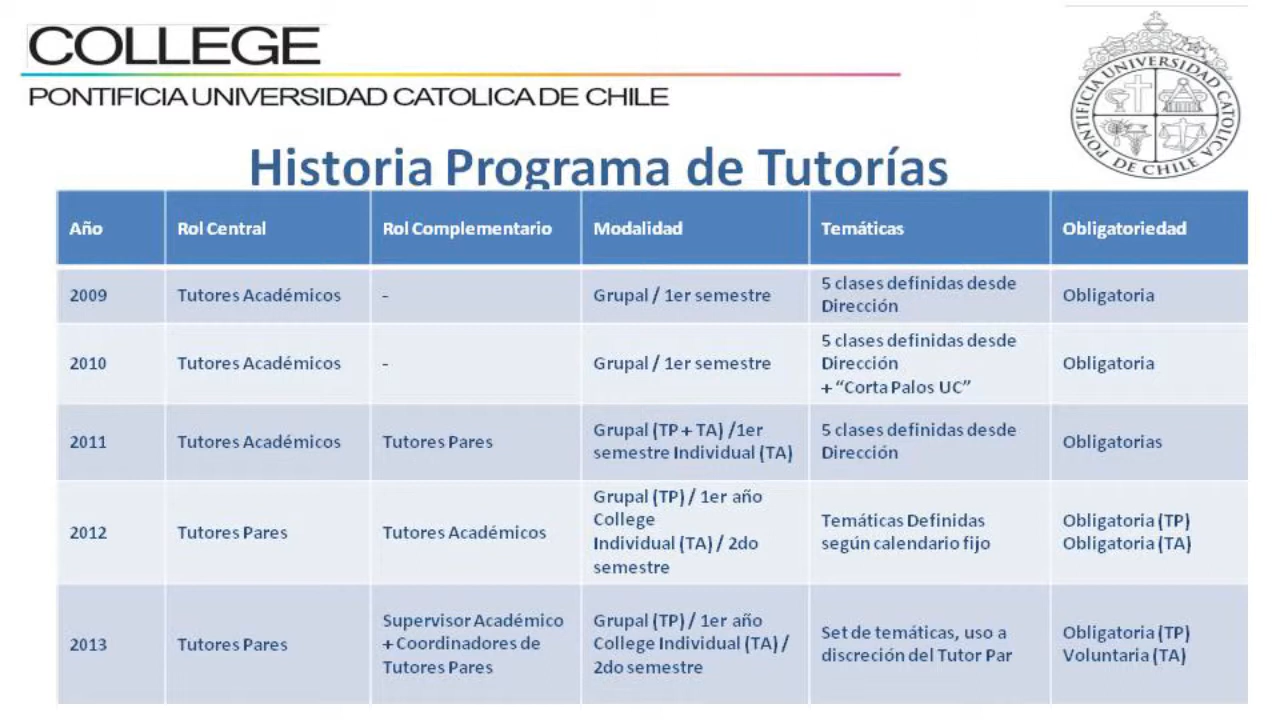 COLLEGE
PONTIFICIA UNIVERSIDAD CATOLICA DE CHILE
PONTIFICIA UNIVERSIDAD CATOLICA
DE CHILE
Historia Programa de Tutorías
Año
Rol Central
Rol Complementario
Modalidad
Temáticas
Obligatoriedad
2009
Tutores Académicos
-
Grupal / 1er semestre
5 clases definidas desde
Dirección
Obligatoria
2010
Tutores Académicos
-
Grupal / 1er semestre
5 clases definidas desde
Dirección
+ “Corta Palos UC”
Obligatoria
2011
Tutores Académicos
Tutores Pares
Grupal (TP + TA) /1er
semestre Individual (TA)
5 clases definidas desde
Dirección
Obligatorias
2012
Tutores Pares
Tutores Académicos
Grupal (TP) / 1er año
College
Individual (TA) / 2do
semestre
Temáticas Definidas
según calendario fijo
Obligatoria (TP)
Obligatoria (TA)
2013
Tutores Pares
Supervisor Académico
+ Coordinadores de
Tutores Pares
Grupal (TP) / 1er año
College Individual (TA) /
2do semestre
Set de temáticas, uso a
discreción del Tutor Par
Obligatoria (TP)
Voluntaria (TA)